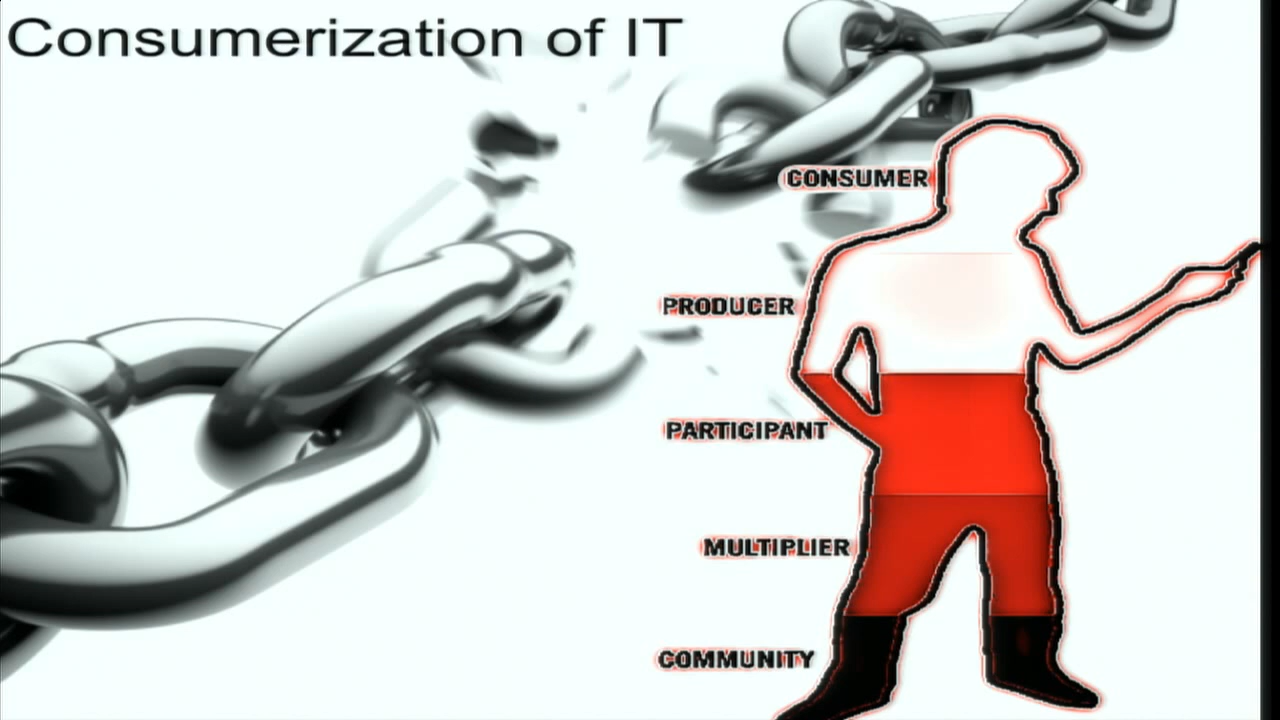 Consumerization of IT
CONSUMER
PRODUCER
PARTICIPANT
MULTIPLIER
COMMUNITY